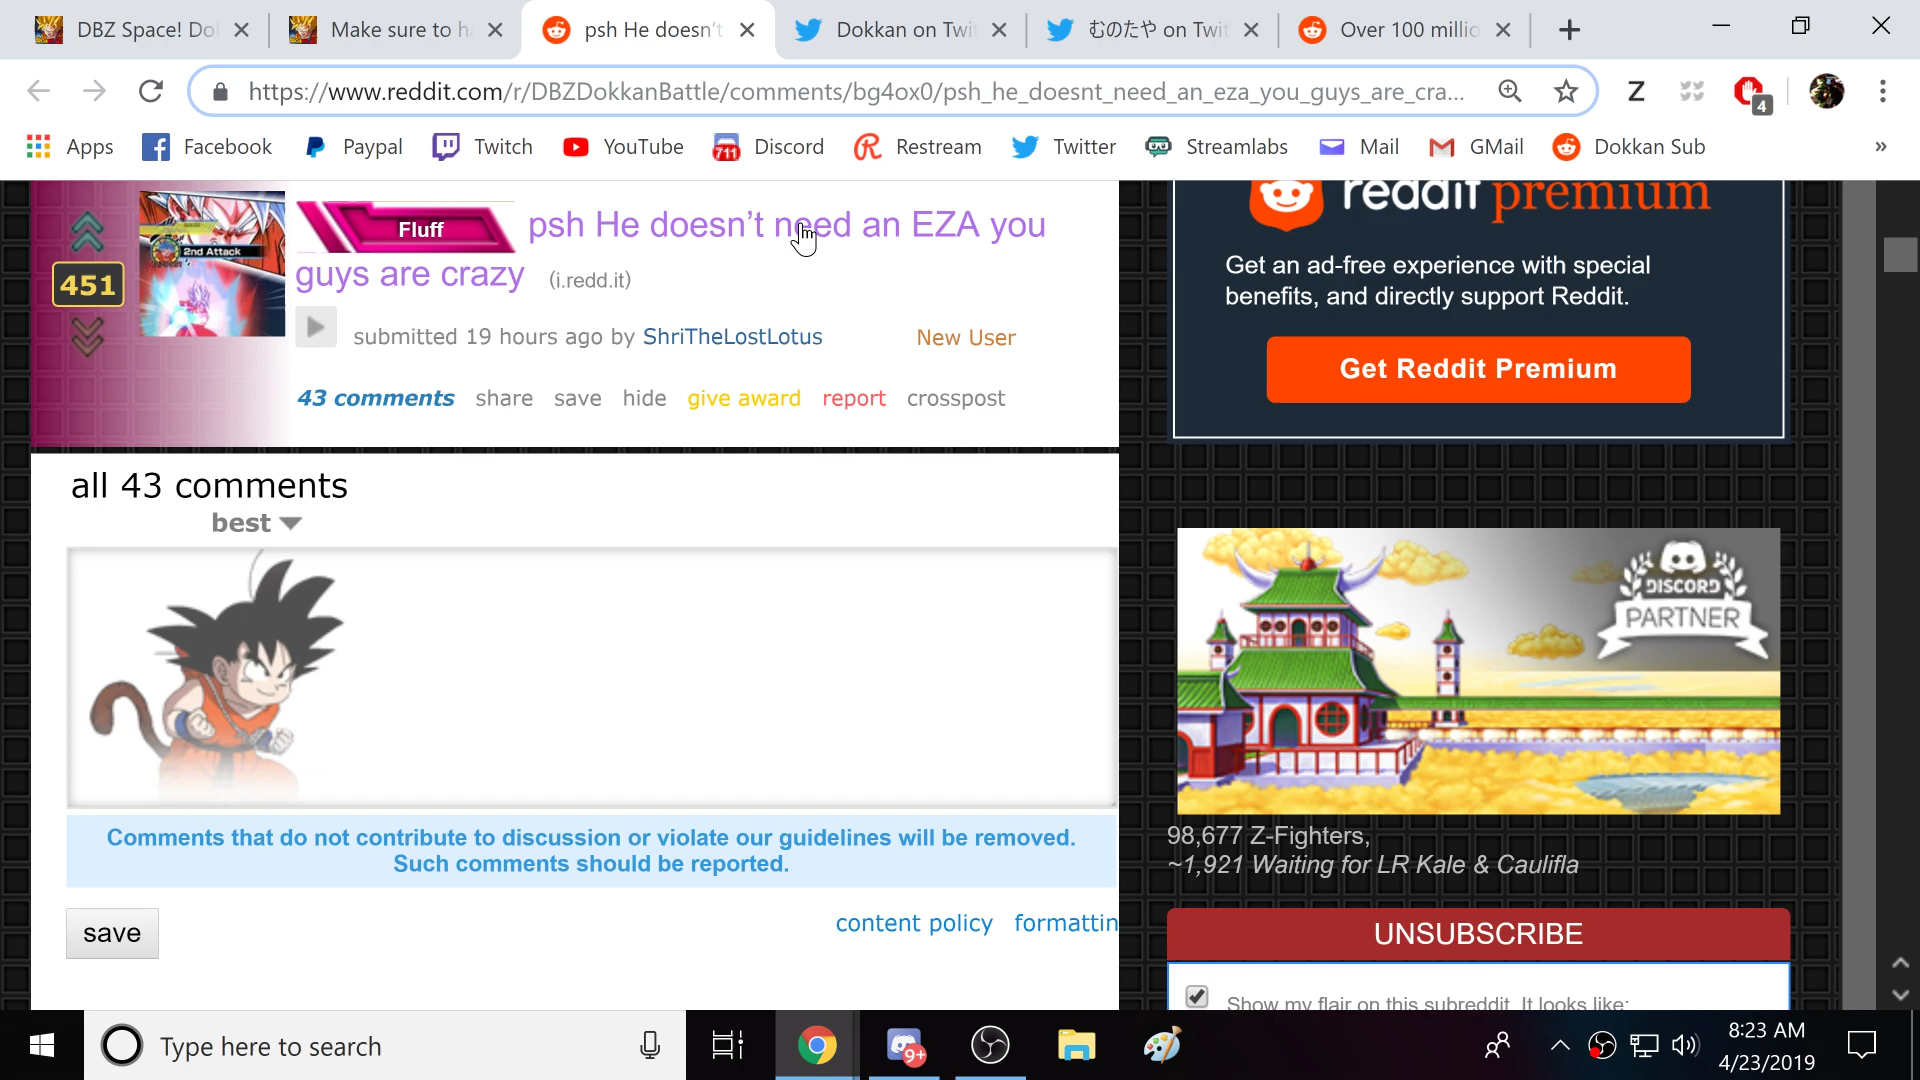 DBZ Space! Do
Make sure to h
psh He doesn't
Dokkan on Twi
むのたや on Twit
Over 100 millio
https://www.reddit.com/r/DBZDokkanBattle/comments/bg4ox0/psh_he_doesnt_need_an_eza_you_guys_are_cra...
Z
4
Apps
Facebook
Paypal
Twitch
711
Discord
Restream
YouTube
Twitter
Streamlabs
Mail
GMail
Dokkan Sub
»
451
2nd Attack
Fluff
psh He doesn't need an EZA you
guys are crazy (i.redd.it)
submitted 19 hours ago by ShriTheLostLotus
New User
43 comments share save hide give award report crosspost
all 43 comments
best
Comments that do not contribute to discussion or violate our guidelines will be removed.
Such comments should be reported.
save
content policy formattin
reddit premium
Get an ad-free experience with special
benefits, and directly support Reddit.
Get Reddit Premium
DISCORD
PARTNER
98,677 Z-Fighters,
~1,921 Waiting for LR Kale & Caulifla
UNSUBSCRIBE
Show my flair on this subreddit. It looks like:
Type here to search
9+
8:23 AM
4/23/2019